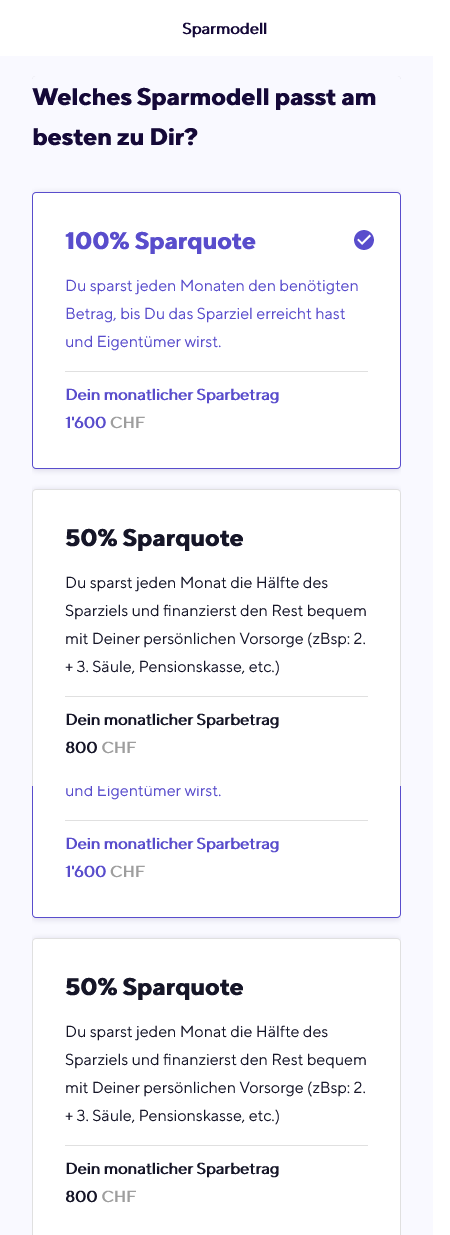 Sparmodell
Welches Sparmodell passt am
besten zu Dir?
100% Sparquote
Du sparst jeden Monaten den benötigten
Betrag, bis Du das Sparziel erreicht hast
und Eigentümer wirst.
Dein monatlicher Sparbetrag
1'600 CHF
50% Sparquote
Du sparst jeden Monat die Hälfte des
Sparziels und finanzierst den Rest bequem
mit Deiner persönlichen Vorsorge (zBsp: 2.
+ 3. Säule, Pensionskasse, etc.)
Dein monatlicher Sparbetrag
800 CHF
und Eigentümer wirst.
Dein monatlicher Sparbetrag
1'600 CHF
50% Sparquote
Du sparst jeden Monat die Hälfte des
Sparziels und finanzierst den Rest bequem
mit Deiner persönlichen Vorsorge (zBsp: 2.
+ 3. Säule, Pensionskasse, etc.)
Dein monatlicher Sparbetrag
800 CHF